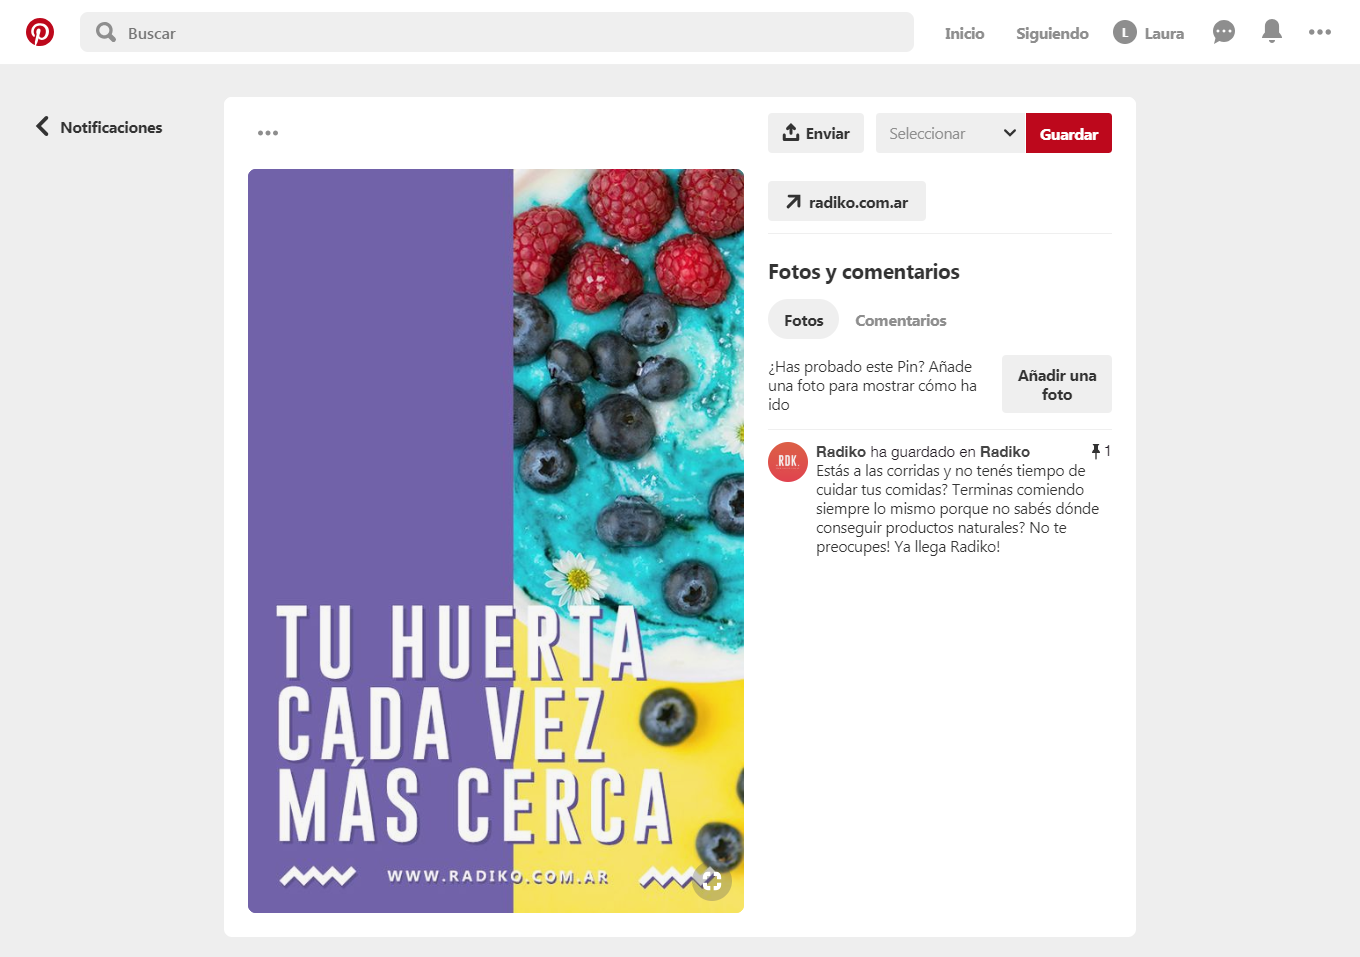 Buscar
Inicio
Siguiendo
L
Laura
Notificaciones
Enviar
Seleccionar
Guardar
radiko.com.ar
Fotos y comentarios
Fotos
Comentarios
¿Has probado este Pin? Añade
una foto para mostrar cómo ha
ido
Añadir una
foto
RDK
Radiko ha guardado en Radiko
1
Estás a las corridas y no tenés tiempo de
cuidar tus comidas? Terminas comiendo
siempre lo mismo porque no sabés dónde
conseguir productos naturales? No te
preocupes! Ya llega Radiko!
TU HUERTA
CADA VEZ
MÁS CERCA
WWW.RADIKO.COM.AR